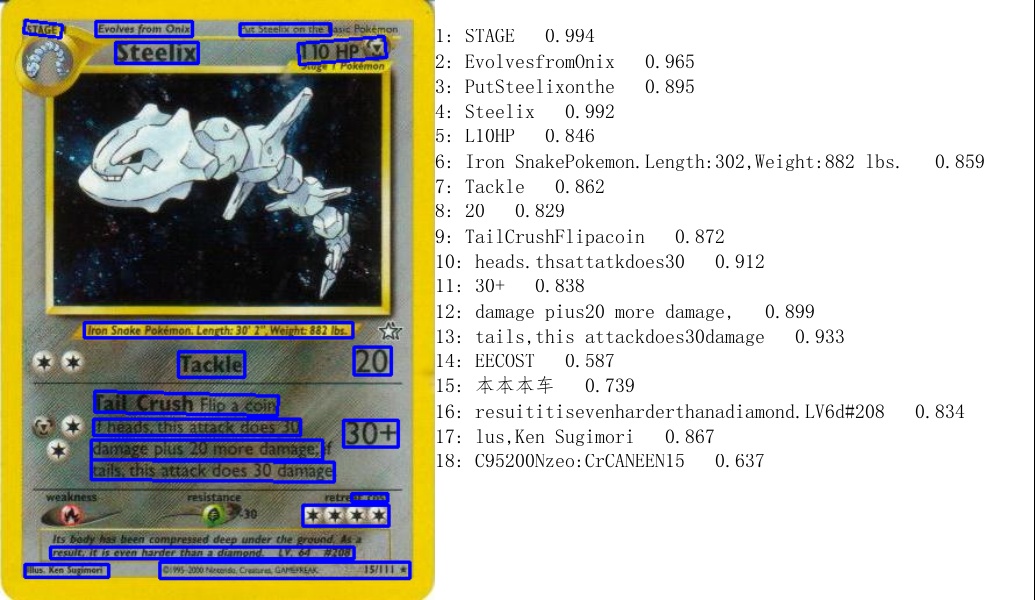 STAGE 1
Evolves from Onix
Put Steelix on the Basic Pokémon
Steelix
110 HP
Stage 1 Pokémon
Iron Snake Pokémon. Length: 30' 2", Weight: 882 lbs.
Tackle
20
Tail Crush Flip a coin.
If heads, this attack does 30
damage plus 20 more damage; if
tails, this attack does 30 damage.
30+
weakness
resistance
retreat cost
-30
Its body has been compressed deep under the ground. As a
result, it is even harder than a diamond. LV. 64 #208
Illus. Ken Sugimori
©1995-2000 Nintendo, Creatures, GAMEFREAK.
15/111 ★
1: STAGE 0.994
2: EvolvesfromOnix 0.965
3: PutSteelixonthe 0.895
4: Steelix 0.992
5: L10HP 0.846
6: Iron SnakePokemon.Length:302,Weight:882 lbs. 0.859
7: Tackle 0.862
8: 20 0.829
9: TailCrushFlipacoin 0.872
10: heads.thsattatkdoes30 0.912
11: 30+ 0.838
12: damage pius20 more damage, 0.899
13: tails,this attackdoes30damage 0.933
14: EECOST 0.587
15: 本本本车 0.739
16: resuititisevenharderthanadiamond.LV6d#208 0.834
17: lus,Ken Sugimori 0.867
18: C95200Nzeo:CrCANEEN15 0.637